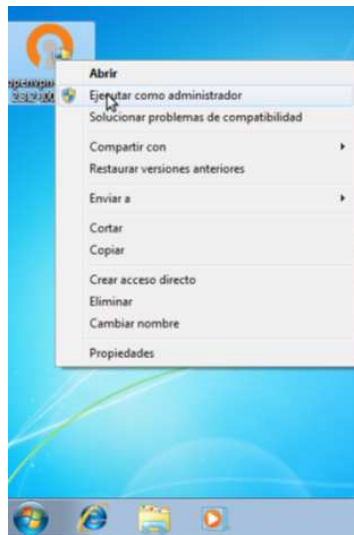 Abrir
Ejecutar como administrador
Solucionar problemas de compatibilidad
Compartir con
Restaurar versiones anteriores
Enviar a
Cortar
Copiar
Crear acceso directo
Eliminar
Cambiar nombre
Propiedades